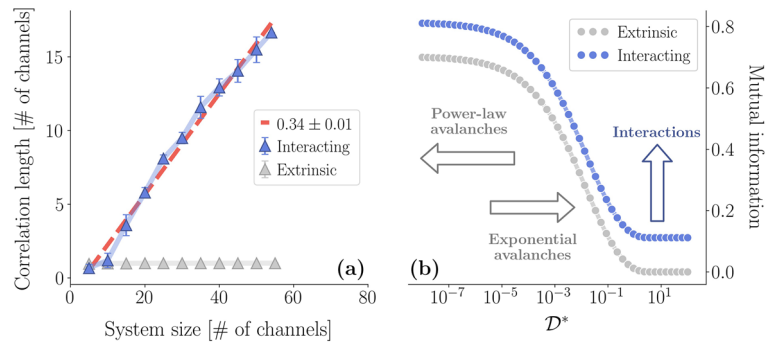 Correlation length [# of channels]
15
10
5
0
0.34 ± 0.01
Interacting
Extrinsic
(a)
0
20
40
60
80
System size [# of channels]
Extrinsic
Interacting
Power-law
avalanches
Interactions
Exponential
avalanches
(b)
10⁻⁷
10⁻⁵
10⁻³
10⁻¹
10¹
𝒟*
0.8
0.6
0.4
0.2
0.0
Mutual information